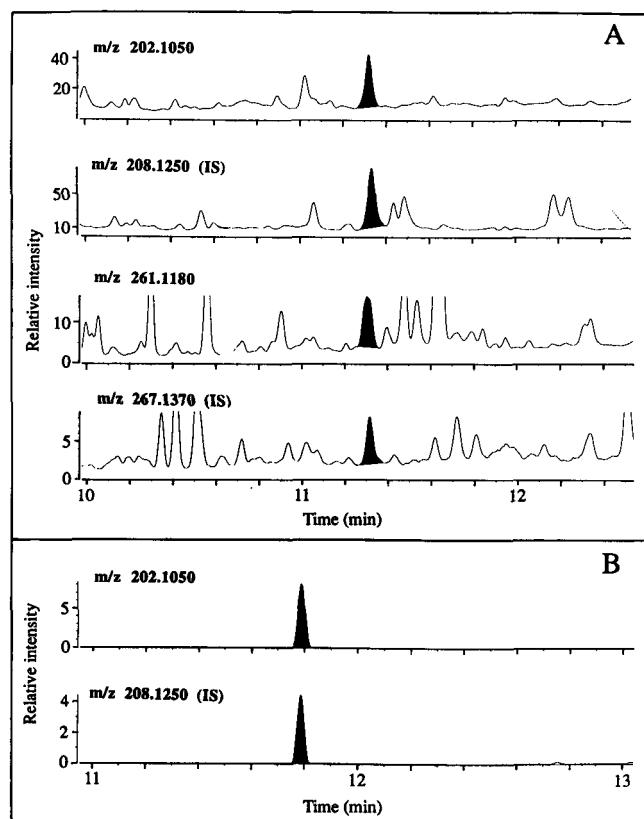 A
m/z 202.1050
40
20
m/z 208.1250 (IS)
50
10
m/z 261.1180
10
0
m/z 267.1370 (IS)
5
0
Relative intensity
10 11 12
Time (min)
B
m/z 202.1050
5
0
m/z 208.1250 (IS)
4
2
0
Relative intensity
11 12 13
Time (min)